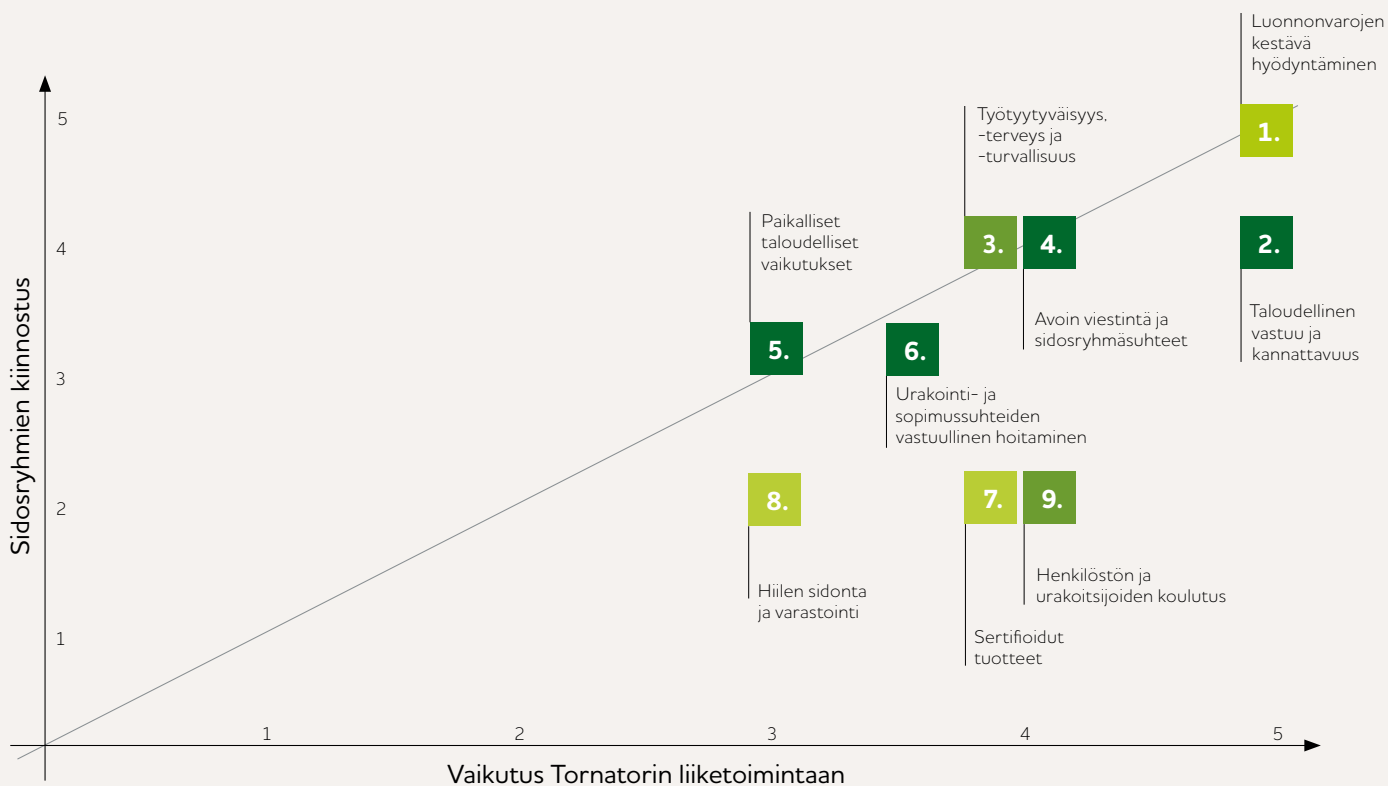 Luonnonvarojen
kestävä
hyödyntäminen
5
1.
Työtyytyväisyys,
-terveys ja
-turvallisuus
Paikalliset
taloudelliset
vaikutukset
4
3.
4.
2.
Avoin viestintä ja
sidosryhmäsuhteet
Taloudellinen
vastuu ja
kannattavuus
5.
6.
3
Urakointi- ja
sopimussuhteiden
vastuullinen hoitaminen
Sidosryhmien kiinnostus
2
8.
7.
9.
Hiilen sidonta
ja varastointi
Henkilöstön ja
urakoitsijoiden koulutus
Sertifioidut
tuotteet
1
1
2
3
4
5
Vaikutus Tornatorin liiketoimintaan